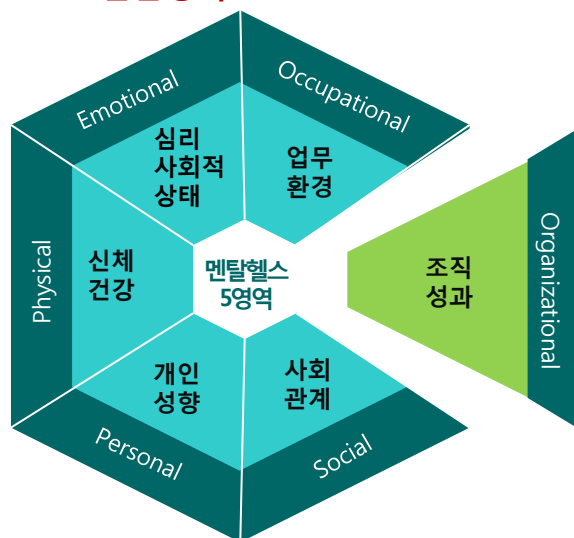 Emotional
Occupational
심리
사회적
상태
업무
환경
Physical
신체
건강
멘탈헬스
5영역
조직
성과
Organizational
개인
성향
사회
관계
Personal
Social